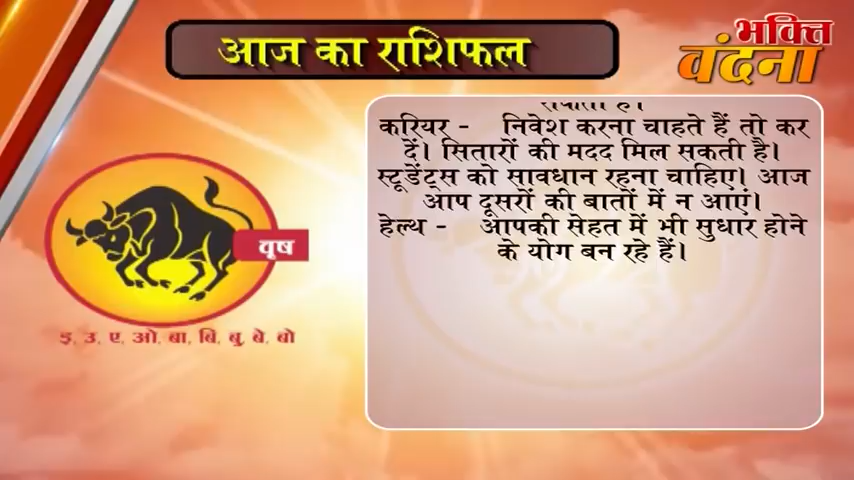 आज का राशिफल
भक्ति
वंदना
करियर - निवेश करना चाहते हैं तो कर
दें। सितारों की मदद मिल सकती है।
स्टूडेंट्स को सावधान रहना चाहिए। आज
आप दूसरों की बातों में न आएं।
हेल्थ - आपकी सेहत में भी सुधार होने
के योग बन रहे हैं।
वृष
इ, उ, ए, ओ, बा, बि, बु, बे, बो